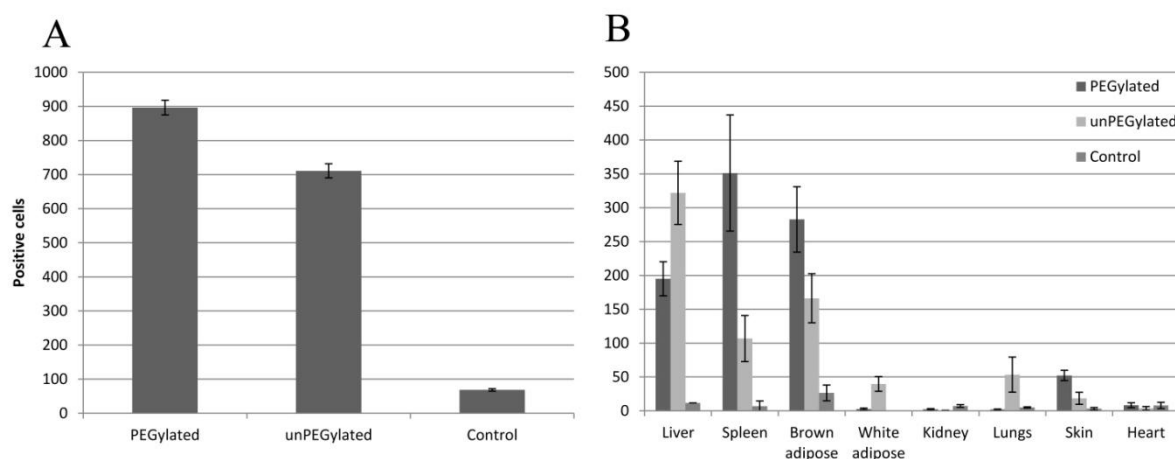 A
1000
900
800
700
600
500
400
300
200
100
0
Positive cells
PEGylated unPEGylated Control
B
500
450
400
350
300
250
200
150
100
50
0
PEGylated
unPEGylated
Control
Liver Spleen Brown White Kidney Lungs Skin Heart
adipose adipose